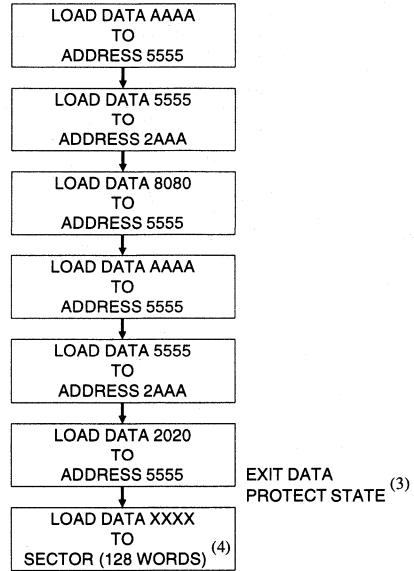 LOAD DATA AAAA
TO
ADDRESS 5555
LOAD DATA 5555
TO
ADDRESS 2AAA
LOAD DATA 8080
TO
ADDRESS 5555
LOAD DATA AAAA
TO
ADDRESS 5555
LOAD DATA 5555
TO
ADDRESS 2AAA
LOAD DATA 2020
TO
ADDRESS 5555
EXIT DATA
PROTECT STATE (3)
LOAD DATA XXXX
TO
SECTOR (128 WORDS) (4)